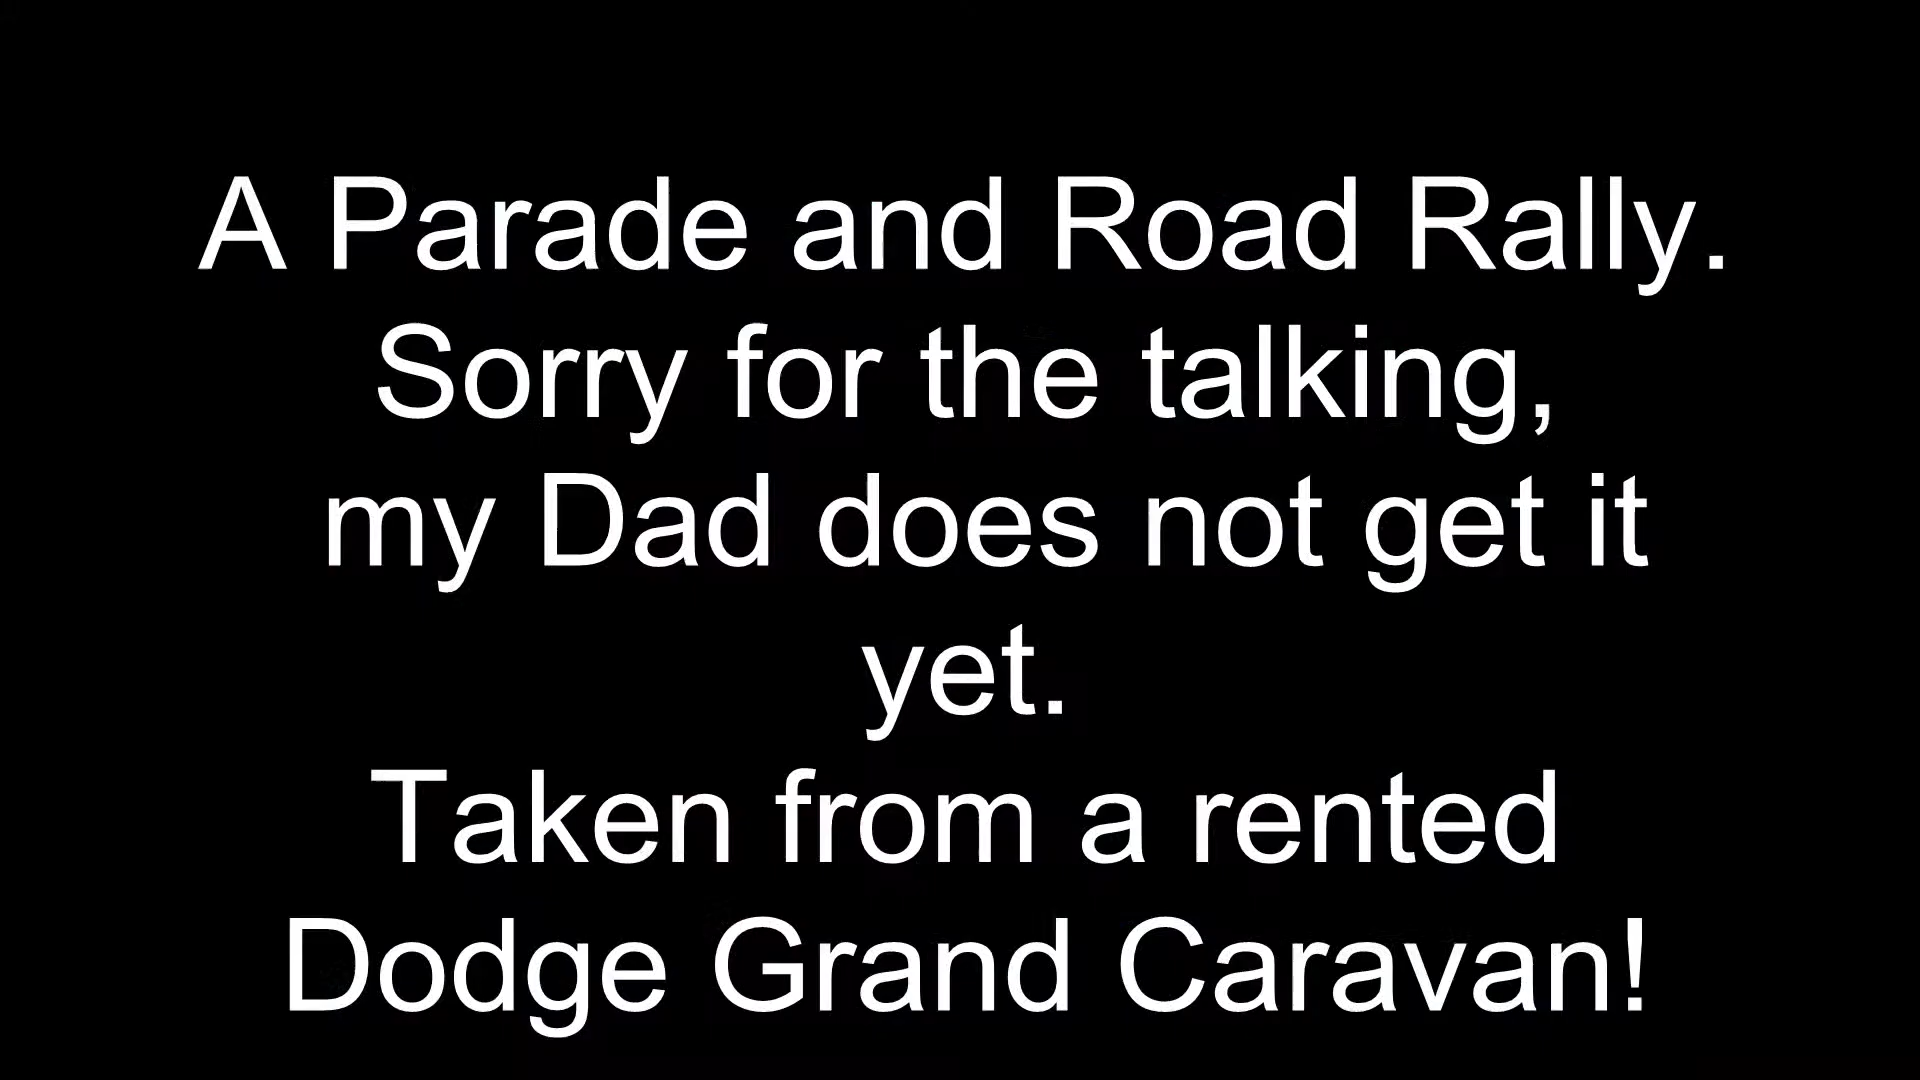 A Parade and Road Rally.
Sorry for the talking,
my Dad does not get it
yet.
Taken from a rented
Dodge Grand Caravan!